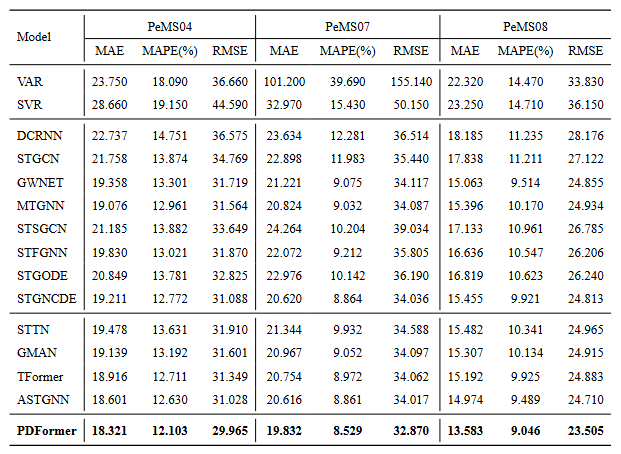 Model PeMS04 PeMS07 PeMS08
MAE MAPE(%) RMSE MAE MAPE(%) RMSE MAE MAPE(%) RMSE
VAR 23.750 18.090 36.660 101.200 39.690 155.140 22.320 14.470 33.830
SVR 28.660 19.150 44.590 32.970 15.430 50.150 23.250 14.710 36.150
DCRNN 22.737 14.751 36.575 23.634 12.281 36.514 18.185 11.235 28.176
STGCN 21.758 13.874 34.769 22.898 11.983 35.440 17.838 11.211 27.122
GWNET 19.358 13.301 31.719 21.221 9.075 34.117 15.063 9.514 24.855
MTGNN 19.076 12.961 31.564 20.824 9.032 34.087 15.396 10.170 24.934
STSGCN 21.185 13.882 33.649 24.264 10.204 39.034 17.133 10.961 26.785
STFGNN 19.830 13.021 31.870 22.072 9.212 35.805 16.636 10.547 26.206
STGODE 20.849 13.781 32.825 22.976 10.142 36.190 16.819 10.623 26.240
STGNCDE 19.211 12.772 31.088 20.620 8.864 34.036 15.455 9.921 24.813
STTN 19.478 13.631 31.910 21.344 9.932 34.588 15.482 10.341 24.965
GMAN 19.139 13.192 31.601 20.967 9.052 34.097 15.307 10.134 24.915
TFormer 18.916 12.711 31.349 20.754 8.972 34.062 15.192 9.925 24.883
ASTGNN 18.601 12.630 31.028 20.616 8.861 34.017 14.974 9.489 24.710
PDFormer 18.321 12.103 29.965 19.832 8.529 32.870 13.583 9.046 23.505